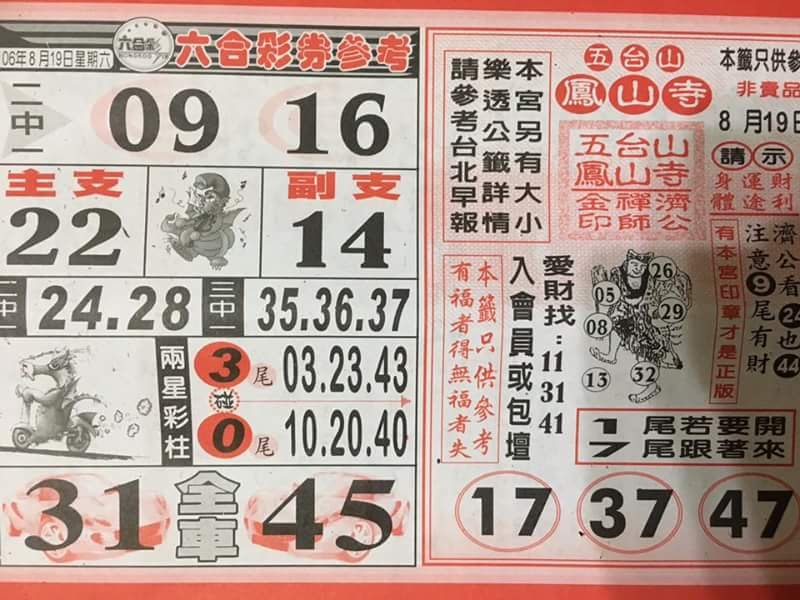 06年8月19日星期六
六合彩
六合彩券參考
二中一
09
16
主支
副支
22
14
二中一
24.28
三中一
35.36.37
兩星彩柱
3尾
03.23.43
0尾
10.20.40
31
全車
45
本宮另有大小
樂透公籤詳情
請參考台北早報
五台山
鳳山寺
五台山
鳳山寺
金禪濟
印師公
本籤只供參
非賣品
8月19日
請示
身運財
體途利
濟公看24也44
注意9尾有財
有本宮印章才是正版
本籤只供參考
有福者得無福者失
愛財找：11 31 41
入會員或包壇
26
05
29
08
13
32
1尾若要開
7尾跟著來
17
37
47